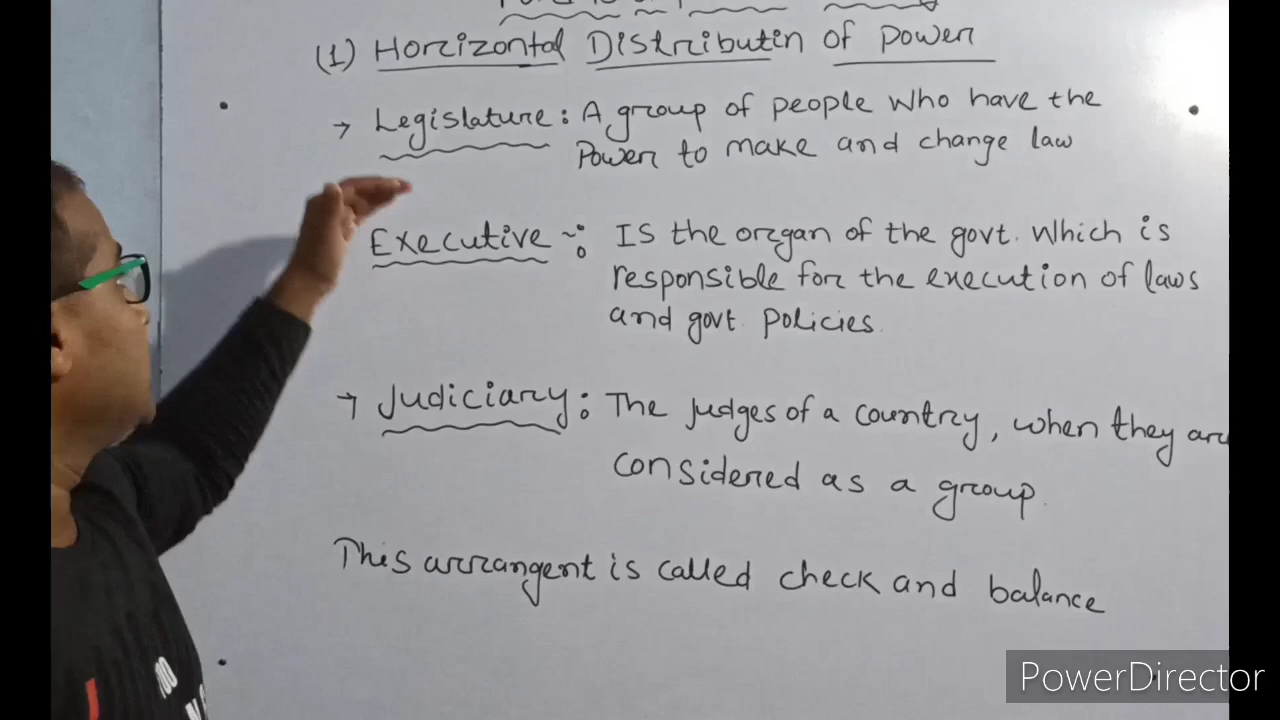 (1) Horizontal Distributin of power
→ Legislature: A group of people who have the
Power to make and change law
Executive ~: Is the organ of the govt. which is
responsible for the execution of laws
and govt. policies.
→ Judiciary: The judges of a country, when they are
considered as a group.
This arrangent is called check and balance
100
PowerDirector